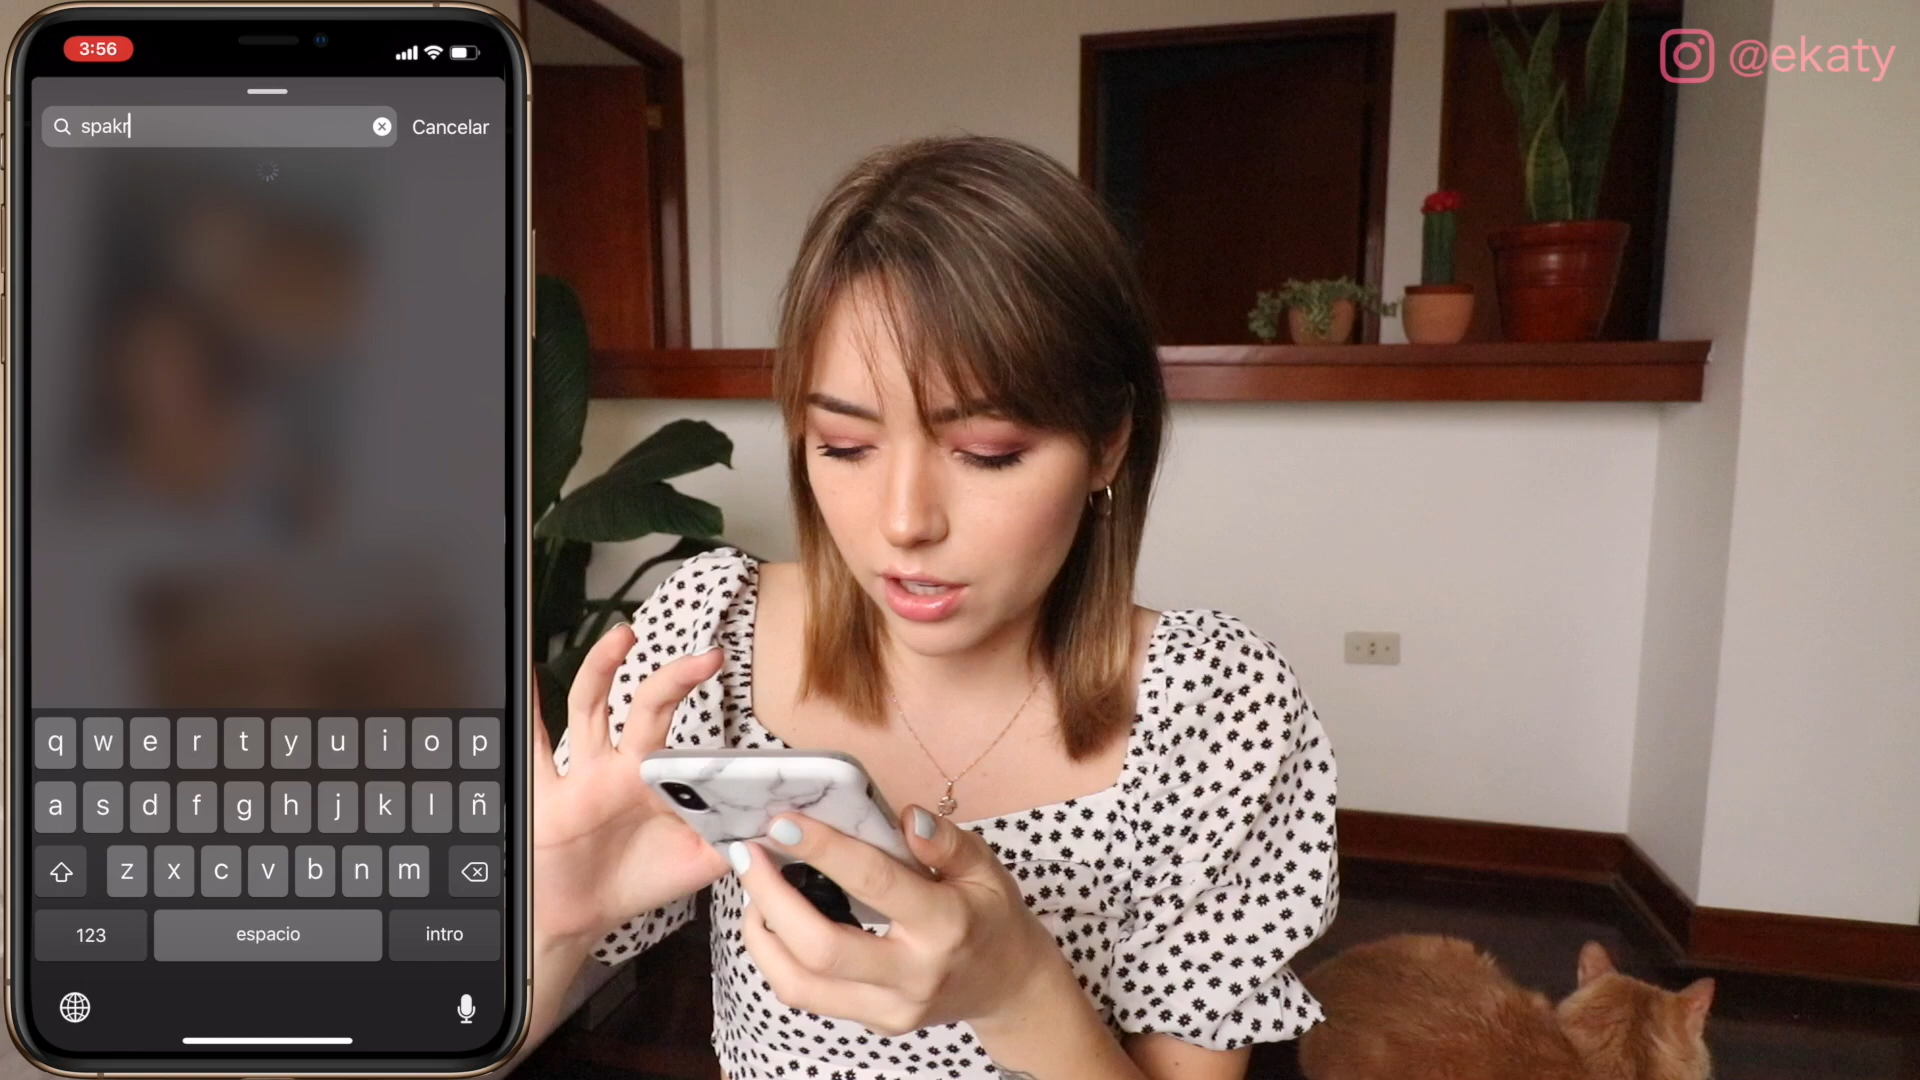 3:56
spakr
Cancelar
q w e r t y u i o p
a s d f g h j k l ñ
z x c v b n m
123
espacio
intro
@ekaty